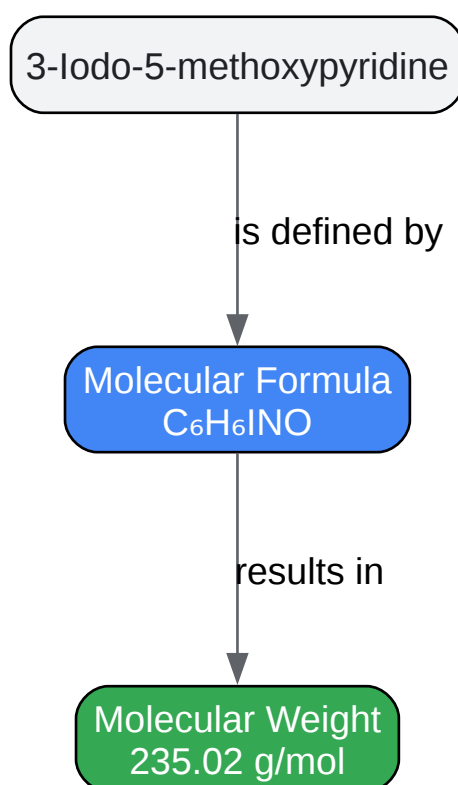 3-Iodo-5-methoxypyridine
is defined by
Molecular Formula
C₆H₆INO
results in
Molecular Weight
235.02 g/mol